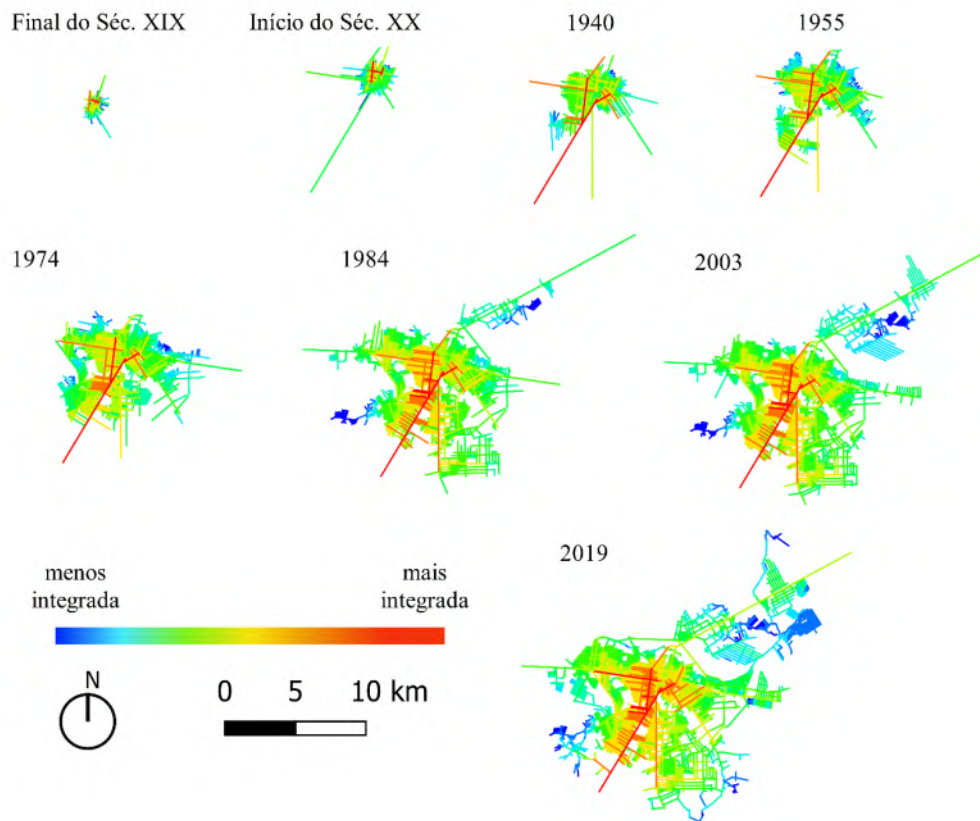 Final do Séc. XIX
Início do Séc. XX
1940
1955
1974
1984
2003
2019
menos
integrada
mais
integrada
N
0 5 10 km